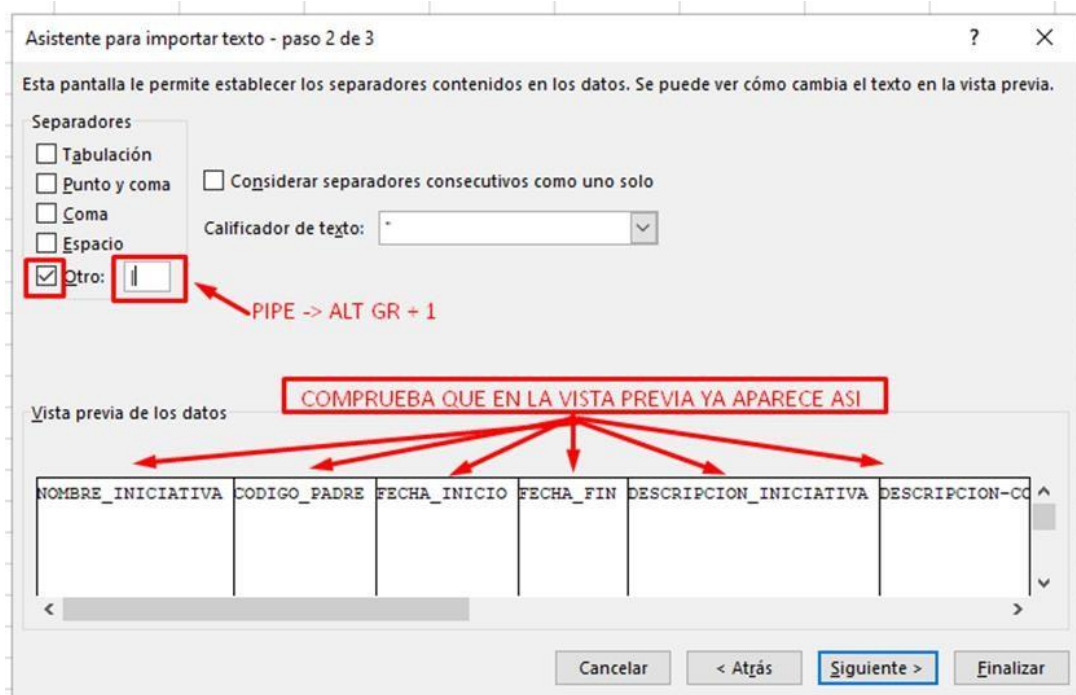 Asistente para importar texto - paso 2 de 3 ? ×
Esta pantalla le permite establecer los separadores contenidos en los datos. Se puede ver cómo cambia el texto en la vista previa.
Separadores
Tabulación
Punto y coma
Coma
Espacio
Otro: |
Considerar separadores consecutivos como uno solo
Calificador de texto: "
PIPE -> ALT GR + 1
COMPRUEBA QUE EN LA VISTA PREVIA YA APARECE ASI
Vista previa de los datos
NOMBRE_INICIATIVA CODIGO_PADRE FECHA_INICIO FECHA_FIN DESCRIPCION_INICIATIVA DESCRIPCION-CO
Cancelar < Atrás Siguiente > Finalizar